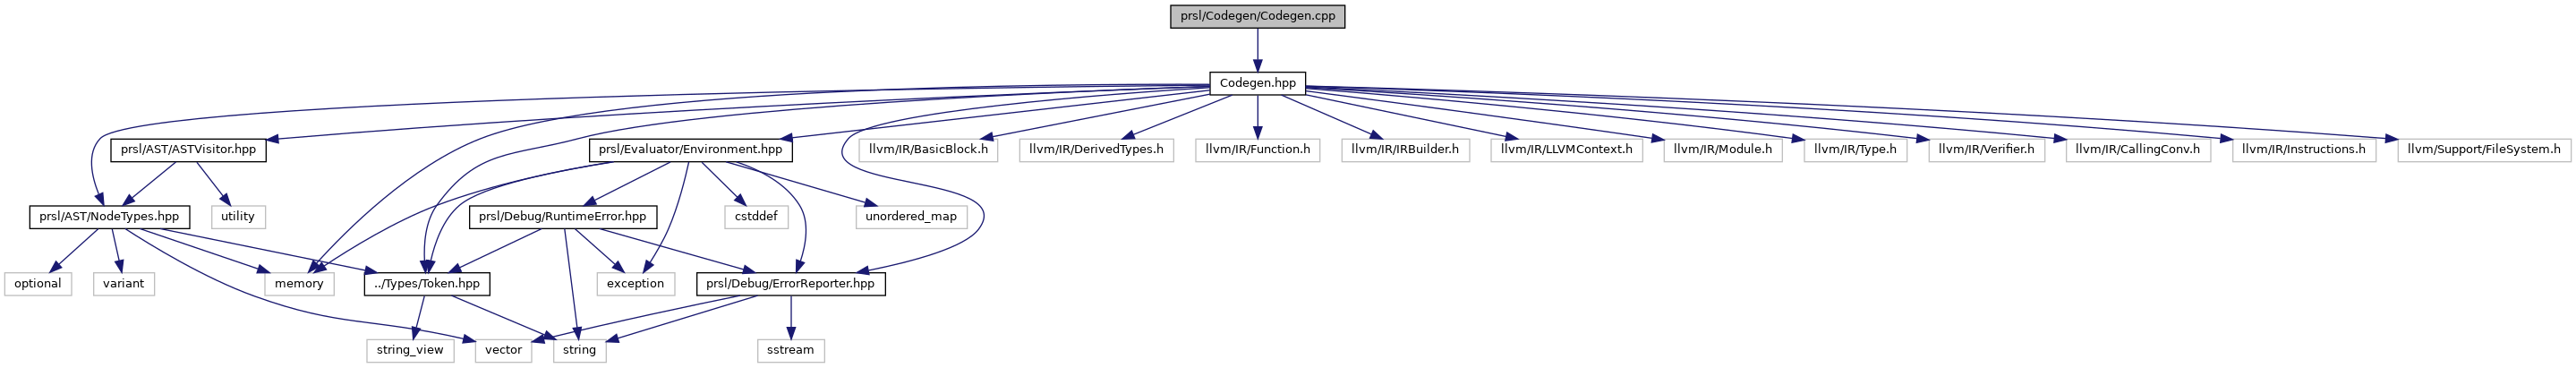 prsl/Codegen/Codegen.cpp
Codegen.hpp
prsl/AST/ASTVisitor.hpp
prsl/Evaluator/Environment.hpp
llvm/IR/BasicBlock.h
llvm/IR/DerivedTypes.h
llvm/IR/Function.h
llvm/IR/IRBuilder.h
llvm/IR/LLVMContext.h
llvm/IR/Module.h
llvm/IR/Type.h
llvm/IR/Verifier.h
llvm/IR/CallingConv.h
llvm/IR/Instructions.h
llvm/Support/FileSystem.h
prsl/AST/NodeTypes.hpp
utility
prsl/Debug/RuntimeError.hpp
cstddef
unordered_map
optional
variant
memory
../Types/Token.hpp
exception
prsl/Debug/ErrorReporter.hpp
string_view
vector
string
sstream